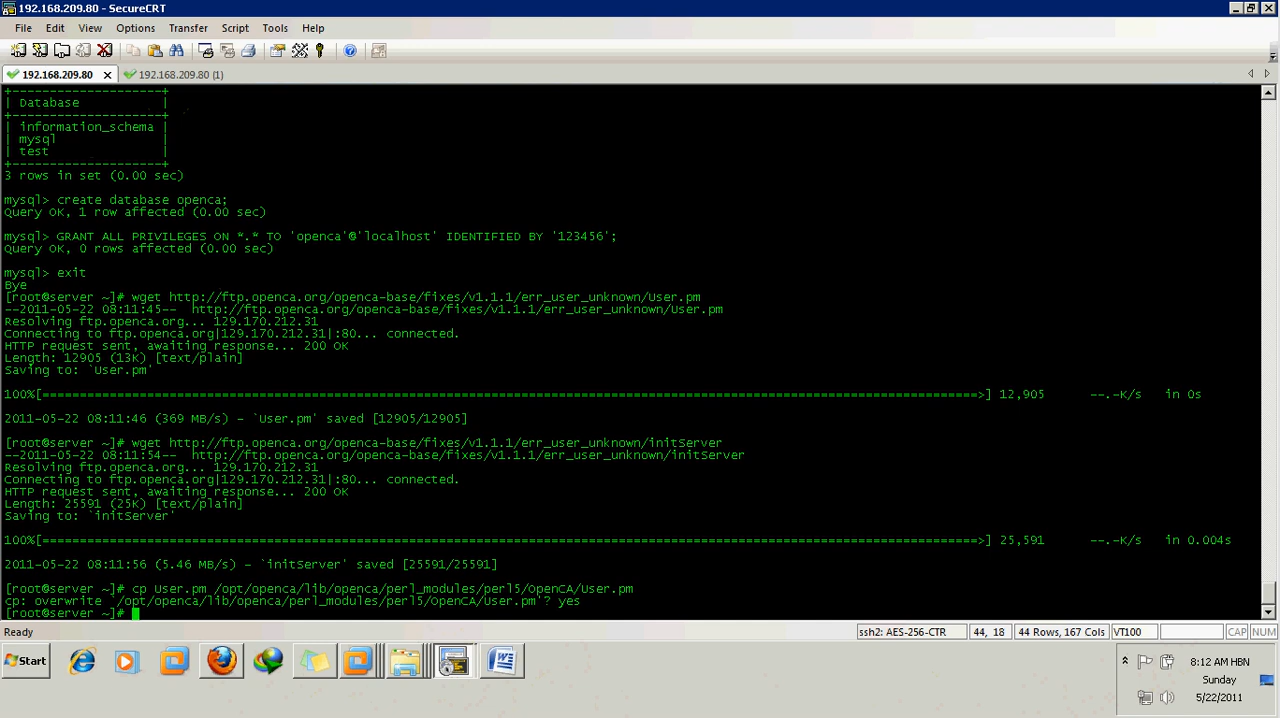 192.168.209.80 - SecureCRT
File Edit View Options Transfer Script Tools Help
192.168.209.80 192.168.209.80 (1)
+--------------------+
| Database |
+--------------------+
| information_schema |
| mysql |
| test |
+--------------------+
3 rows in set (0.00 sec)
mysql> create database openca;
Query OK, 1 row affected (0.00 sec)
mysql> GRANT ALL PRIVILEGES ON *.* TO 'openca'@'localhost' IDENTIFIED BY '123456';
Query OK, 0 rows affected (0.00 sec)
mysql> exit
Bye
[root@server ~]# wget http://ftp.openca.org/openca-base/fixes/v1.1.1/err_user_unknown/User.pm
--2011-05-22 08:11:45-- http://ftp.openca.org/openca-base/fixes/v1.1.1/err_user_unknown/User.pm
Resolving ftp.openca.org... 129.170.212.31
Connecting to ftp.openca.org|129.170.212.31|:80... connected.
HTTP request sent, awaiting response... 200 OK
Length: 12905 (13K) [text/plain]
Saving to: `User.pm'
100%[==============================================================================================================================>] 12,905 --.-K/s in 0s
2011-05-22 08:11:46 (369 MB/s) - `User.pm' saved [12905/12905]
[root@server ~]# wget http://ftp.openca.org/openca-base/fixes/v1.1.1/err_user_unknown/initServer
--2011-05-22 08:11:54-- http://ftp.openca.org/openca-base/fixes/v1.1.1/err_user_unknown/initServer
Resolving ftp.openca.org... 129.170.212.31
Connecting to ftp.openca.org|129.170.212.31|:80... connected.
HTTP request sent, awaiting response... 200 OK
Length: 25591 (25K) [text/plain]
Saving to: `initServer'
100%[==============================================================================================================================>] 25,591 --.-K/s in 0.004s
2011-05-22 08:11:56 (5.46 MB/s) - `initServer' saved [25591/25591]
[root@server ~]# cp User.pm /opt/openca/lib/openca/perl_modules/perl5/OpenCA/User.pm
cp: overwrite `/opt/openca/lib/openca/perl_modules/perl5/OpenCA/User.pm'? yes
[root@server ~]#
Ready ssh2: AES-256-CTR 44, 18 44 Rows, 167 Cols VT100 CAP NUM
Start
8:12 AM HBN
Sunday
5/22/2011